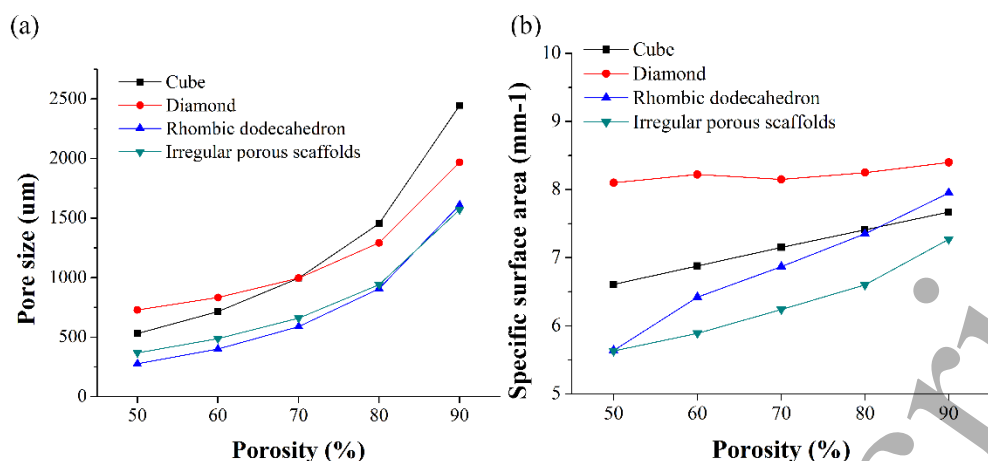 (a)
Cube
Diamond
Rhombic dodecahedron
Irregular porous scaffolds
2500
2000
1500
1000
500
0
Pore size (um)
50 60 70 80 90
Porosity (%)
(b)
Cube
Diamond
Rhombic dodecahedron
Irregular porous scaffolds
10
9
8
7
6
5
Specific surface area (mm-1)
50 60 70 80 90
Porosity (%)